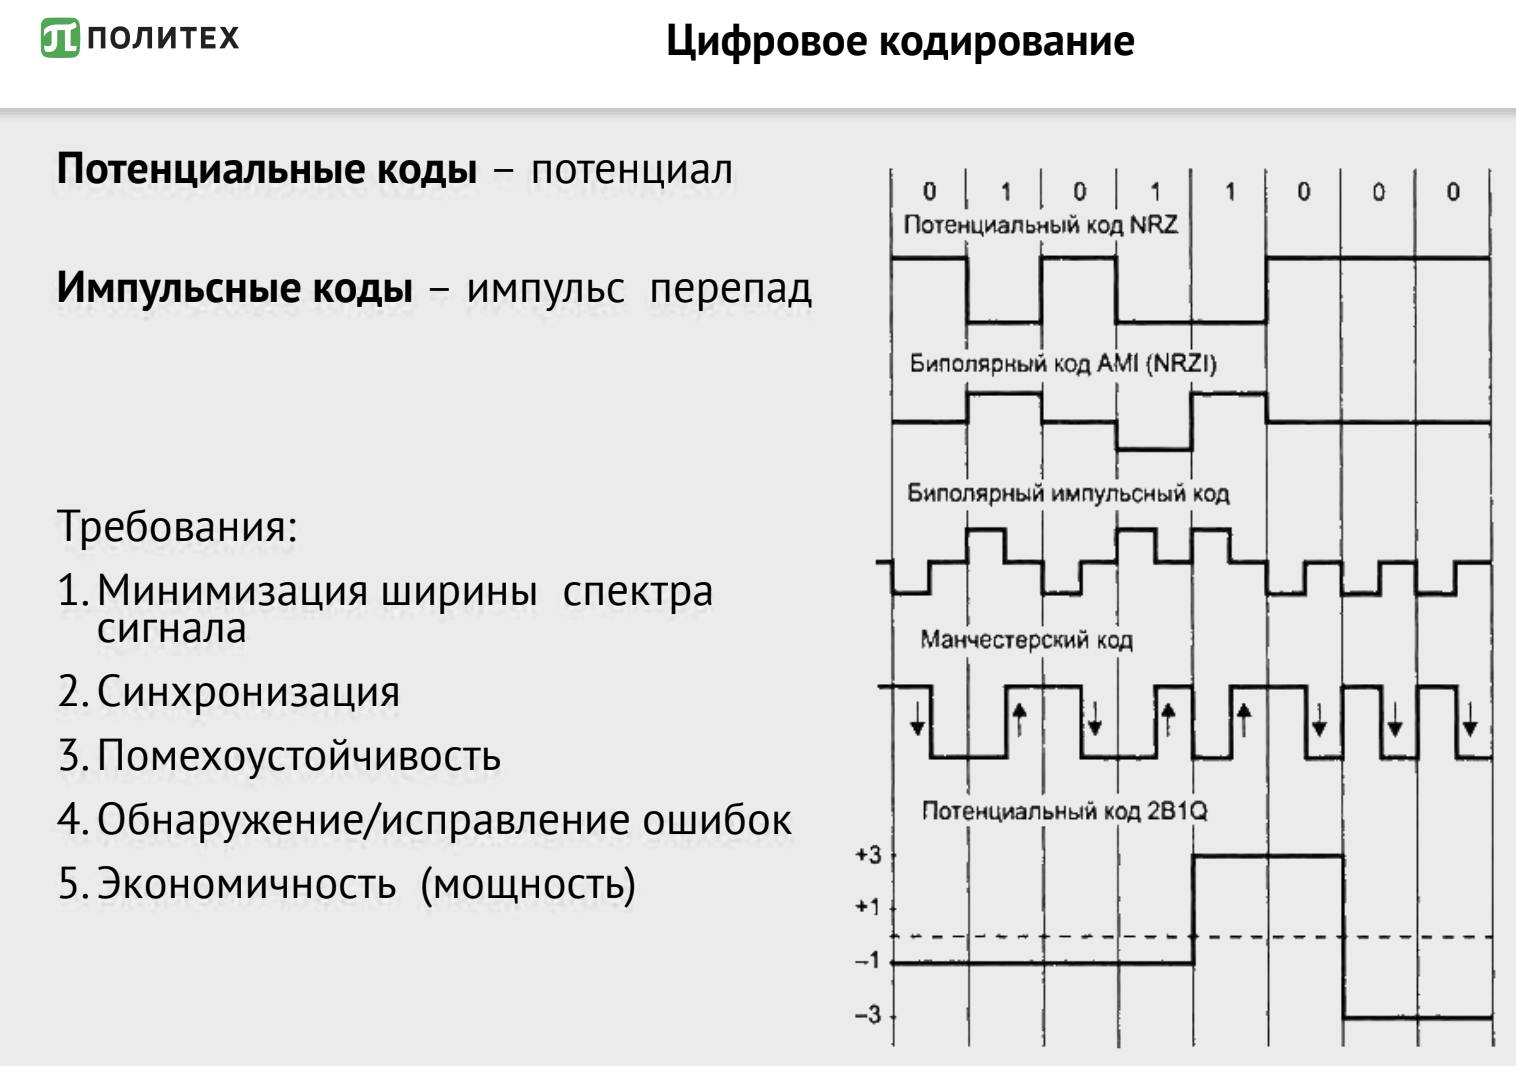 ПОЛИТЕХ
Цифровое кодирование
Потенциальные коды – потенциал
Импульсные коды – импульс перепад
Требования:
1. Минимизация ширины спектра
сигнала
2. Синхронизация
3. Помехоустойчивость
4. Обнаружение/исправление ошибок
5. Экономичность (мощность)
0 1 0 1 1 0 0 0
Потенциальный код NRZ
Биполярный код AMI (NRZI)
Биполярный импульсный код
Манчестерский код
Потенциальный код 2B1Q
+3
+1
–1
–3